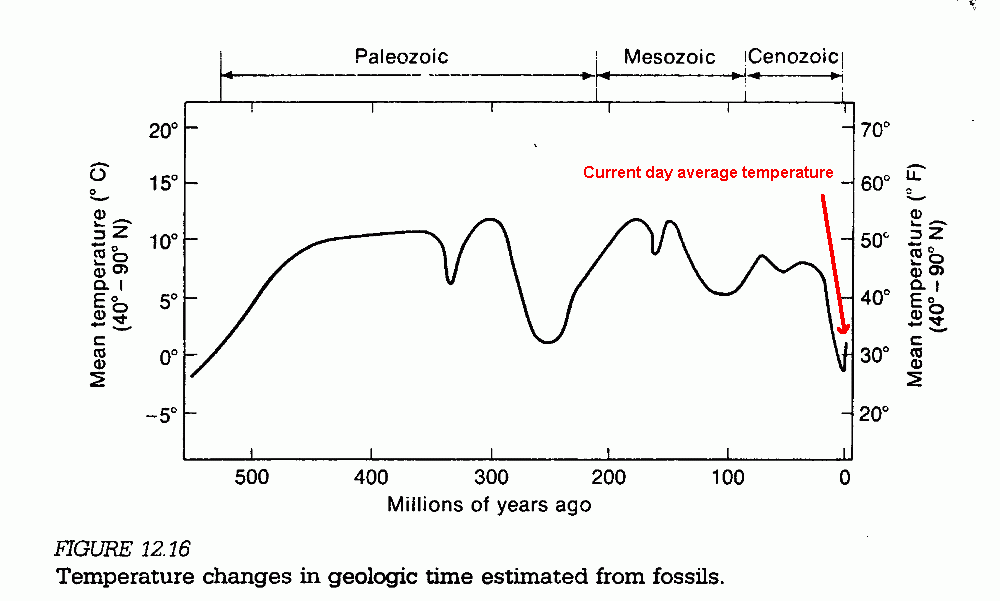 Paleozoic Mesozoic Cenozoic
20° 70°
Current day average temperature
15° 60°
10° 50°
5° 40°
0° 30°
−5° 20°
Mean temperature (° C)
(40° – 90° N)
Mean temperature (° F)
(40° – 90° N)
500 400 300 200 100 0
Millions of years ago
FIGURE 12.16
Temperature changes in geologic time estimated from fossils.